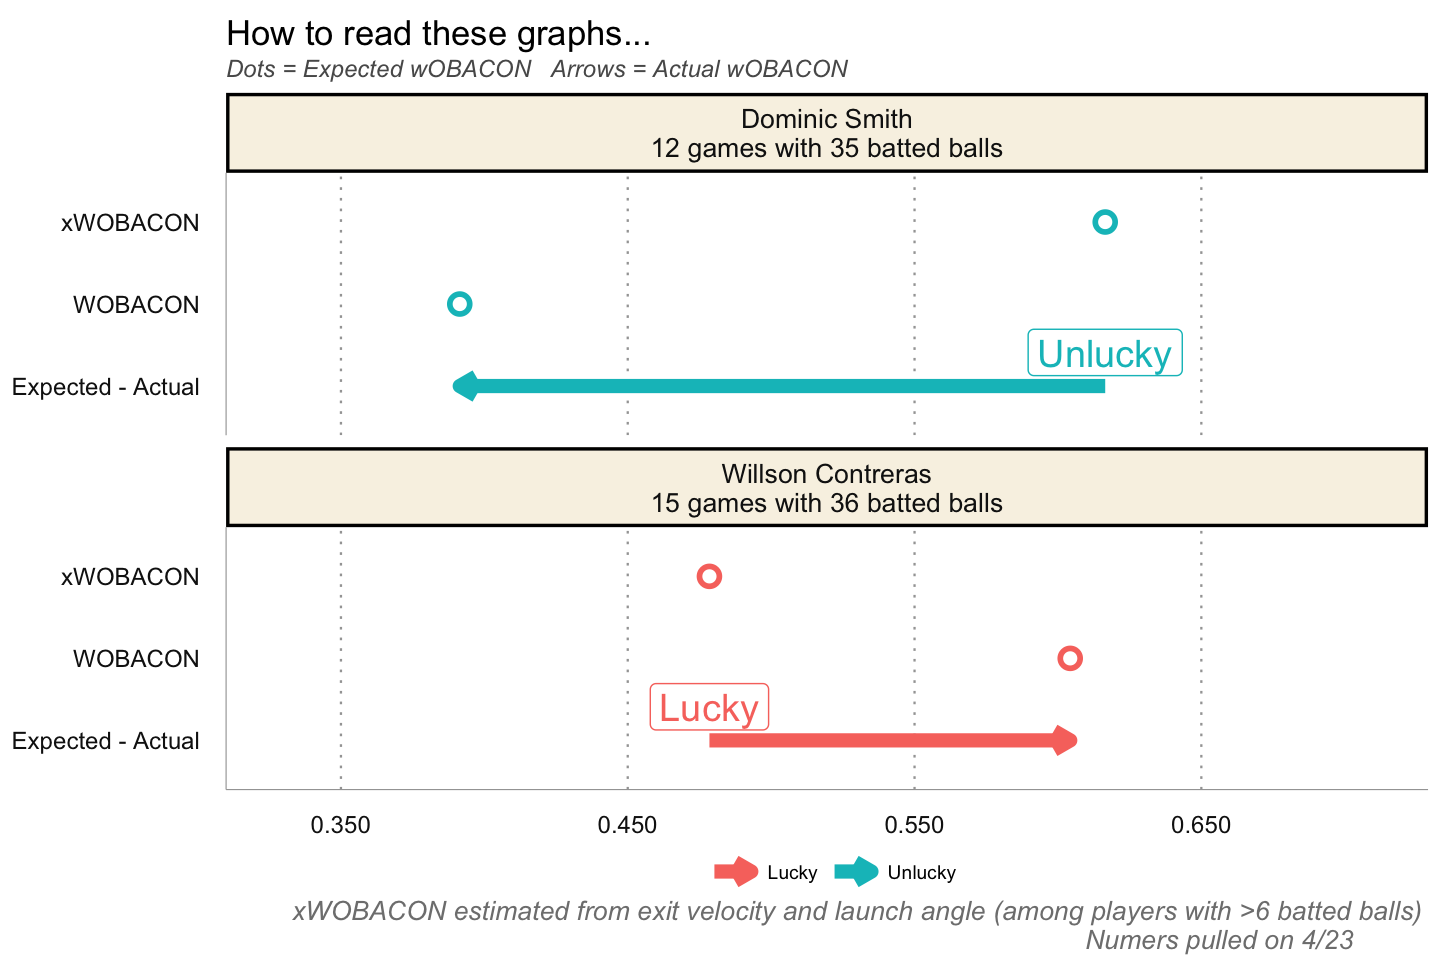 How to read these graphs...
Dots = Expected wOBACON   Arrows = Actual wOBACON
Dominic Smith
12 games with 35 batted balls
xWOBACON
WOBACON
Unlucky
Expected - Actual
Willson Contreras
15 games with 36 batted balls
xWOBACON
WOBACON
Lucky
Expected - Actual
0.350 0.450 0.550 0.650
Lucky Unlucky
xWOBACON estimated from exit velocity and launch angle (among players with >6 batted balls)
Numers pulled on 4/23